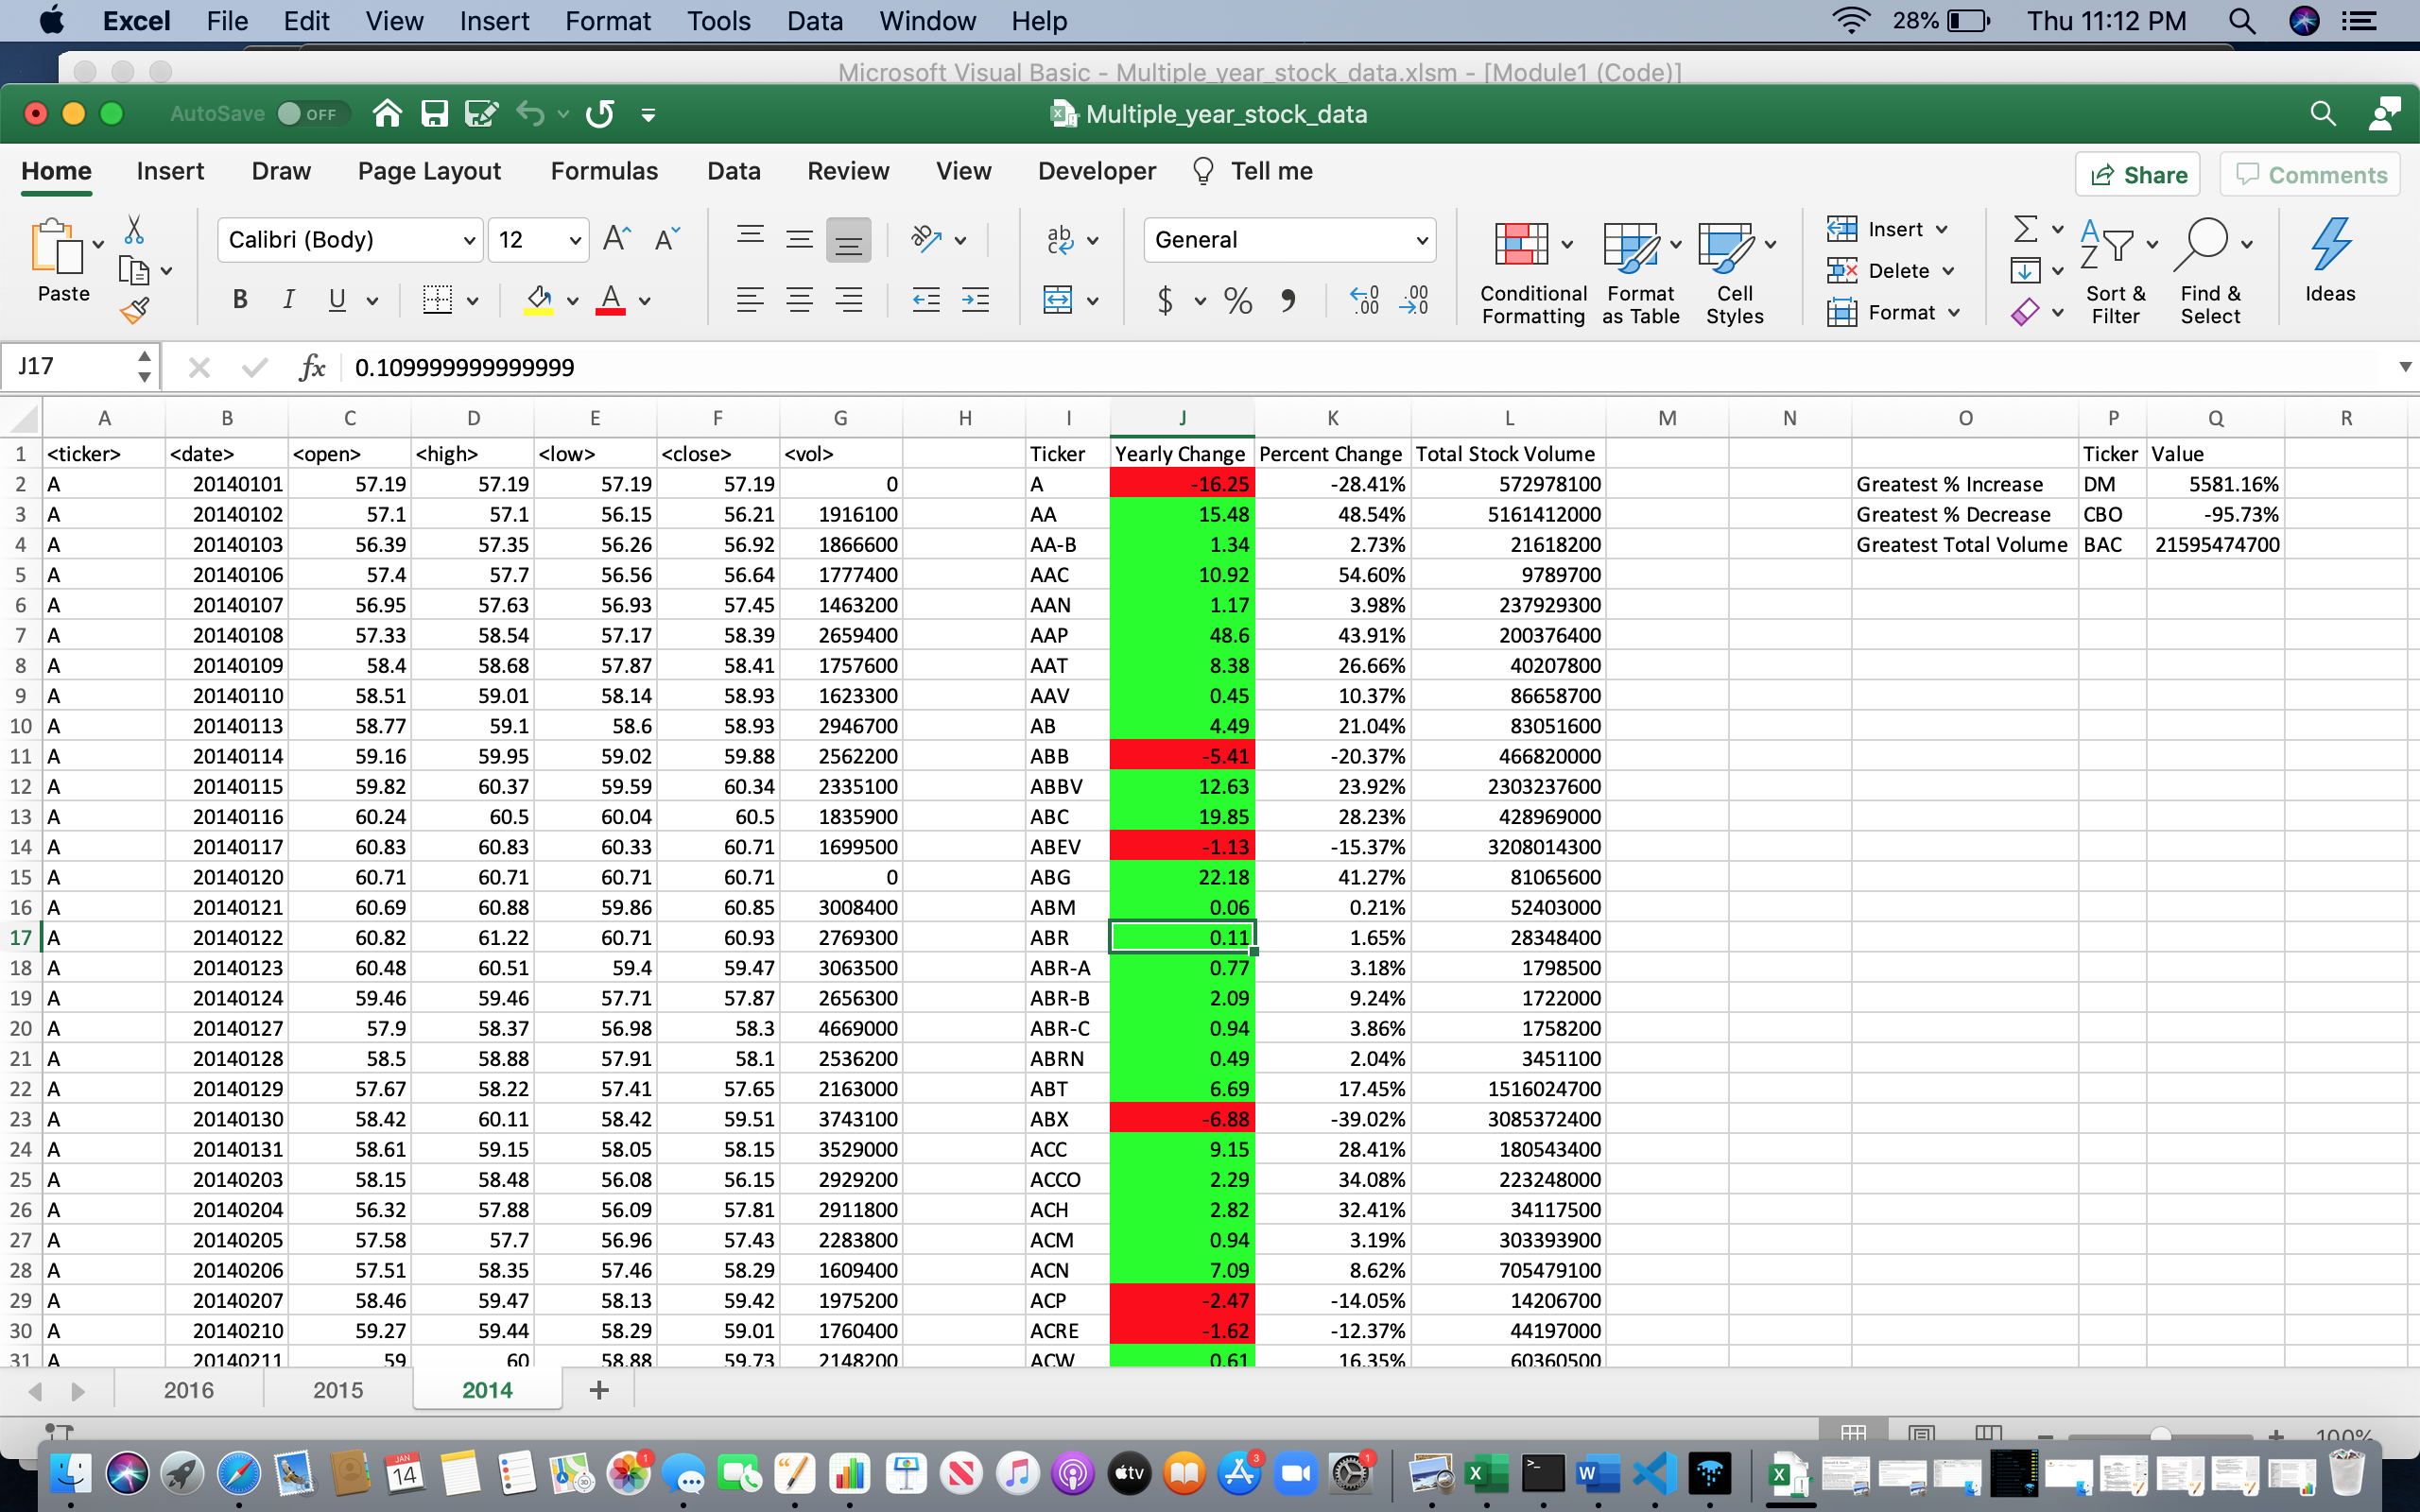 Excel File Edit View Insert Format Tools Data Window Help 28% Thu 11:12 PM
Microsoft Visual Basic - Multiple_year_stock_data.xlsm - [Module1 (Code)]
AutoSave OFF Multiple_year_stock_data
Home Insert Draw Page Layout Formulas Data Review View Developer Tell me Share Comments
Paste Calibri (Body) 12 General Conditional Formatting Format as Table Cell Styles Insert Delete Format Sort & Filter Find & Select Ideas
J17 fx 0.109999999999999
A B C D E F G H I J K L M N O P Q R
1 <ticker> <date> <open> <high> <low> <close> <vol> Ticker Yearly Change Percent Change Total Stock Volume Ticker Value
2 A 20140101 57.19 57.19 57.19 57.19 0 A -16.25 -28.41% 572978100 Greatest % Increase DM 5581.16%
3 A 20140102 57.1 57.1 56.15 56.21 1916100 AA 15.48 48.54% 5161412000 Greatest % Decrease CBO -95.73%
4 A 20140103 56.39 57.35 56.26 56.92 1866600 AA-B 1.34 2.73% 21618200 Greatest Total Volume BAC 21595474700
5 A 20140106 57.4 57.7 56.56 56.64 1777400 AAC 10.92 54.60% 9789700
6 A 20140107 56.95 57.63 56.93 57.45 1463200 AAN 1.17 3.98% 237929300
7 A 20140108 57.33 58.54 57.17 58.39 2659400 AAP 48.6 43.91% 200376400
8 A 20140109 58.4 58.68 57.87 58.41 1757600 AAT 8.38 26.66% 40207800
9 A 20140110 58.51 59.01 58.14 58.93 1623300 AAV 0.45 10.37% 86658700
10 A 20140113 58.77 59.1 58.6 58.93 2946700 AB 4.49 21.04% 83051600
11 A 20140114 59.16 59.95 59.02 59.88 2562200 ABB -5.41 -20.37% 466820000
12 A 20140115 59.82 60.37 59.59 60.34 2335100 ABBV 12.63 23.92% 2303237600
13 A 20140116 60.24 60.5 60.04 60.5 1835900 ABC 19.85 28.23% 428969000
14 A 20140117 60.83 60.83 60.33 60.71 1699500 ABEV -1.13 -15.37% 3208014300
15 A 20140120 60.71 60.71 60.71 60.71 0 ABG 22.18 41.27% 81065600
16 A 20140121 60.69 60.88 59.86 60.85 3008400 ABM 0.06 0.21% 52403000
17 A 20140122 60.82 61.22 60.71 60.93 2769300 ABR 0.11 1.65% 28348400
18 A 20140123 60.48 60.51 59.4 59.47 3063500 ABR-A 0.77 3.18% 1798500
19 A 20140124 59.46 59.46 57.71 57.87 2656300 ABR-B 2.09 9.24% 1722000
20 A 20140127 57.9 58.37 56.98 58.3 4669000 ABR-C 0.94 3.86% 1758200
21 A 20140128 58.5 58.88 57.91 58.1 2536200 ABRN 0.49 2.04% 3451100
22 A 20140129 57.67 58.22 57.41 57.65 2163000 ABT 6.69 17.45% 1516024700
23 A 20140130 58.42 60.11 58.42 59.51 3743100 ABX -6.88 -39.02% 3085372400
24 A 20140131 58.61 59.15 58.05 58.15 3529000 ACC 9.15 28.41% 180543400
25 A 20140203 58.15 58.48 56.08 56.15 2929200 ACCO 2.29 34.08% 223248000
26 A 20140204 56.32 57.88 56.09 57.81 2911800 ACH 2.82 32.41% 34117500
27 A 20140205 57.58 57.7 56.96 57.43 2283800 ACM 0.94 3.19% 303393900
28 A 20140206 57.51 58.35 57.46 58.29 1609400 ACN 7.09 8.62% 705479100
29 A 20140207 58.46 59.47 58.13 59.42 1975200 ACP -2.47 -14.05% 14206700
30 A 20140210 59.27 59.44 58.29 59.01 1760400 ACRE -1.62 -12.37% 44197000
31 A 20140211 59 60 58.88 59.73 2148200 ACW 0.61 16.35% 60360500
2016 2015 2014
100%
JAN 14 1 tv 3 1